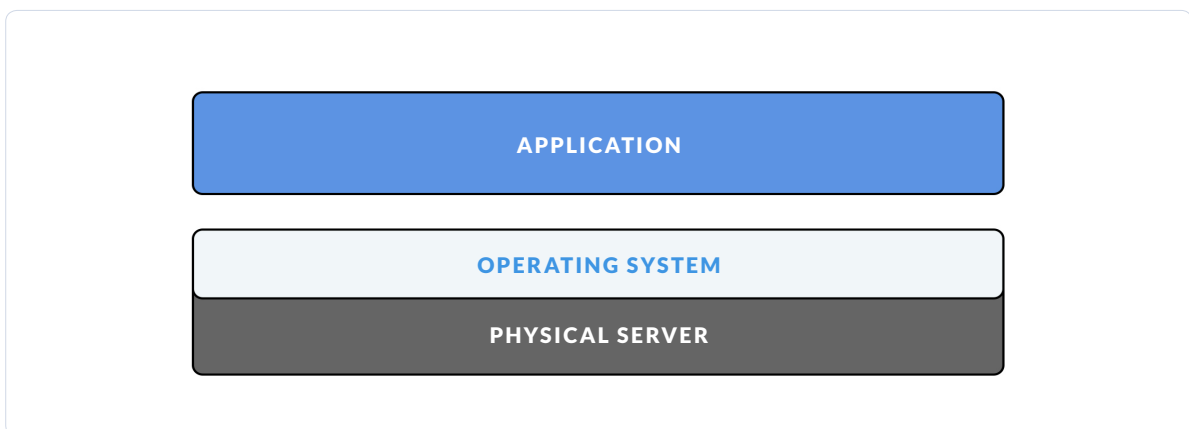 APPLICATION
OPERATING SYSTEM
PHYSICAL SERVER